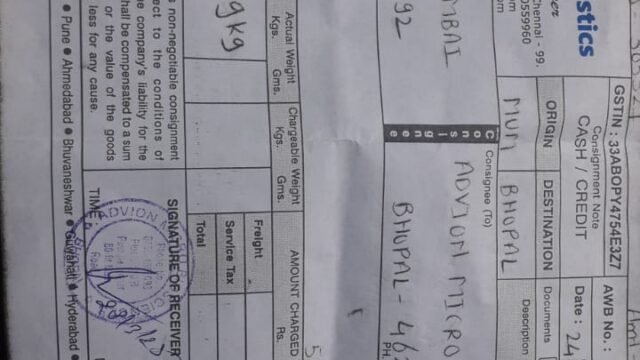 stics
Chennai - 99.
0559960
GSTIN : 33ABOPY4754E3Z7
Consignment Note
CASH / CREDIT
AWB No. :
Date : 24
ORIGIN
DESTINATION
Documents
MUM
BHOPAL
Description
Consignee
Consignee (To)
MBAI
92
ADVION MICRO
BHOPAL - 46
PH.
Actual Weight
Kgs. Gms.
Chargeable Weight
Kgs. Gms.
AMOUNT CHARGED
Rs.
9kg
Freight
5
Service Tax
Total
s non-negotiable consignment
ect to the conditions of
e company's liability for the
hall be compensated to a sum
or the value of the goods
less for any cause.
SIGNATURE OF RECEIVER
TIME
ADVION
• Pune • Ahmedabad • Bhuvaneshwar • Guwahati • Hyderabad •